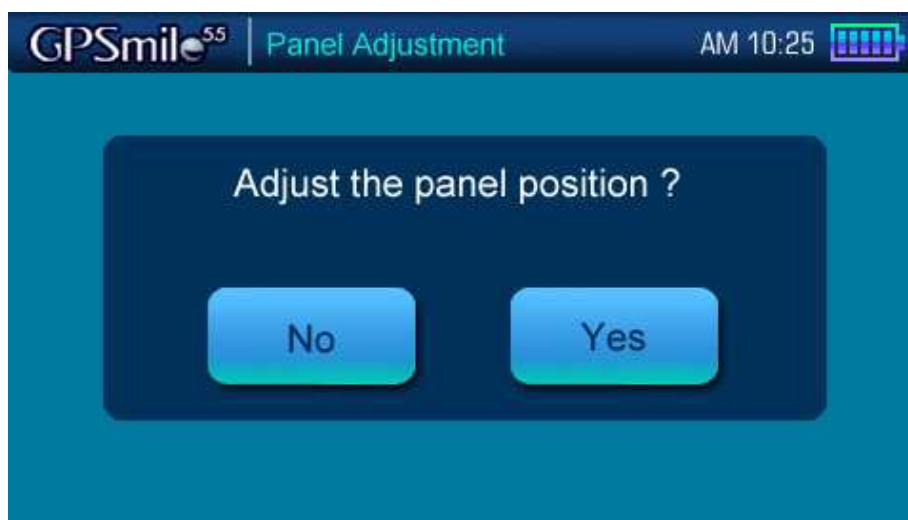 GPSmile55 Panel Adjustment AM 10:25
Adjust the panel position ?
No Yes